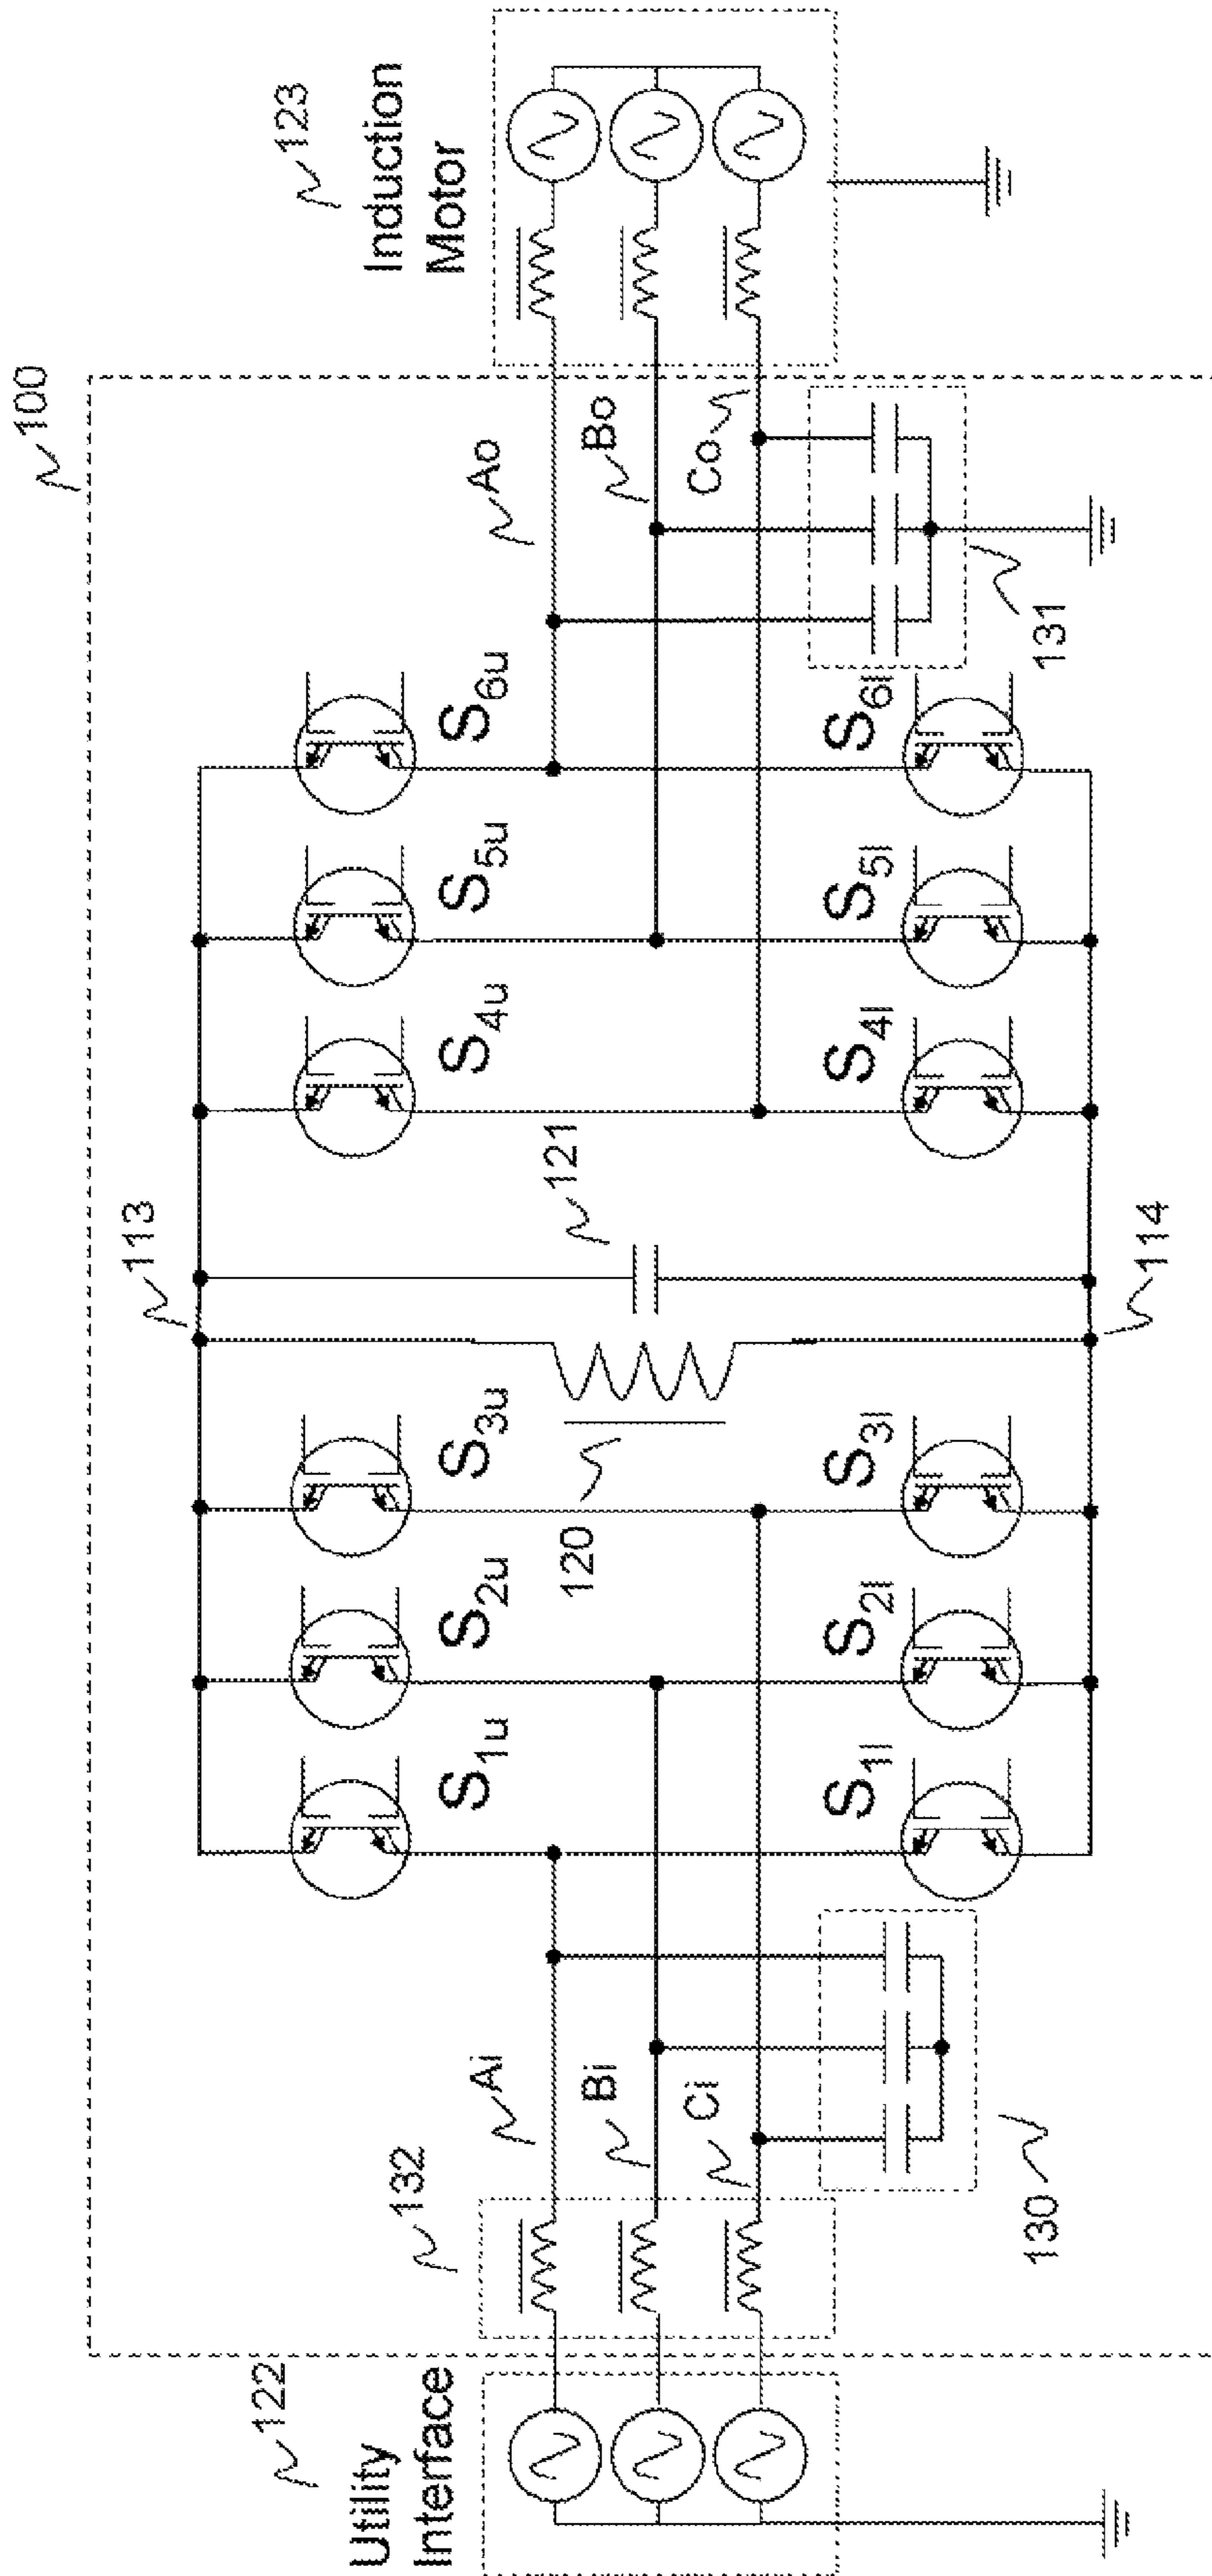 100
122
Utility
Interface
132
Ai
Bi
Ci
130
113
S1u
S2u
S3u
S4u
S5u
S6u
120
121
S1l
S2l
S3l
S4l
S5l
S6l
114
Ao
Bo
Co
131
123
Induction
Motor